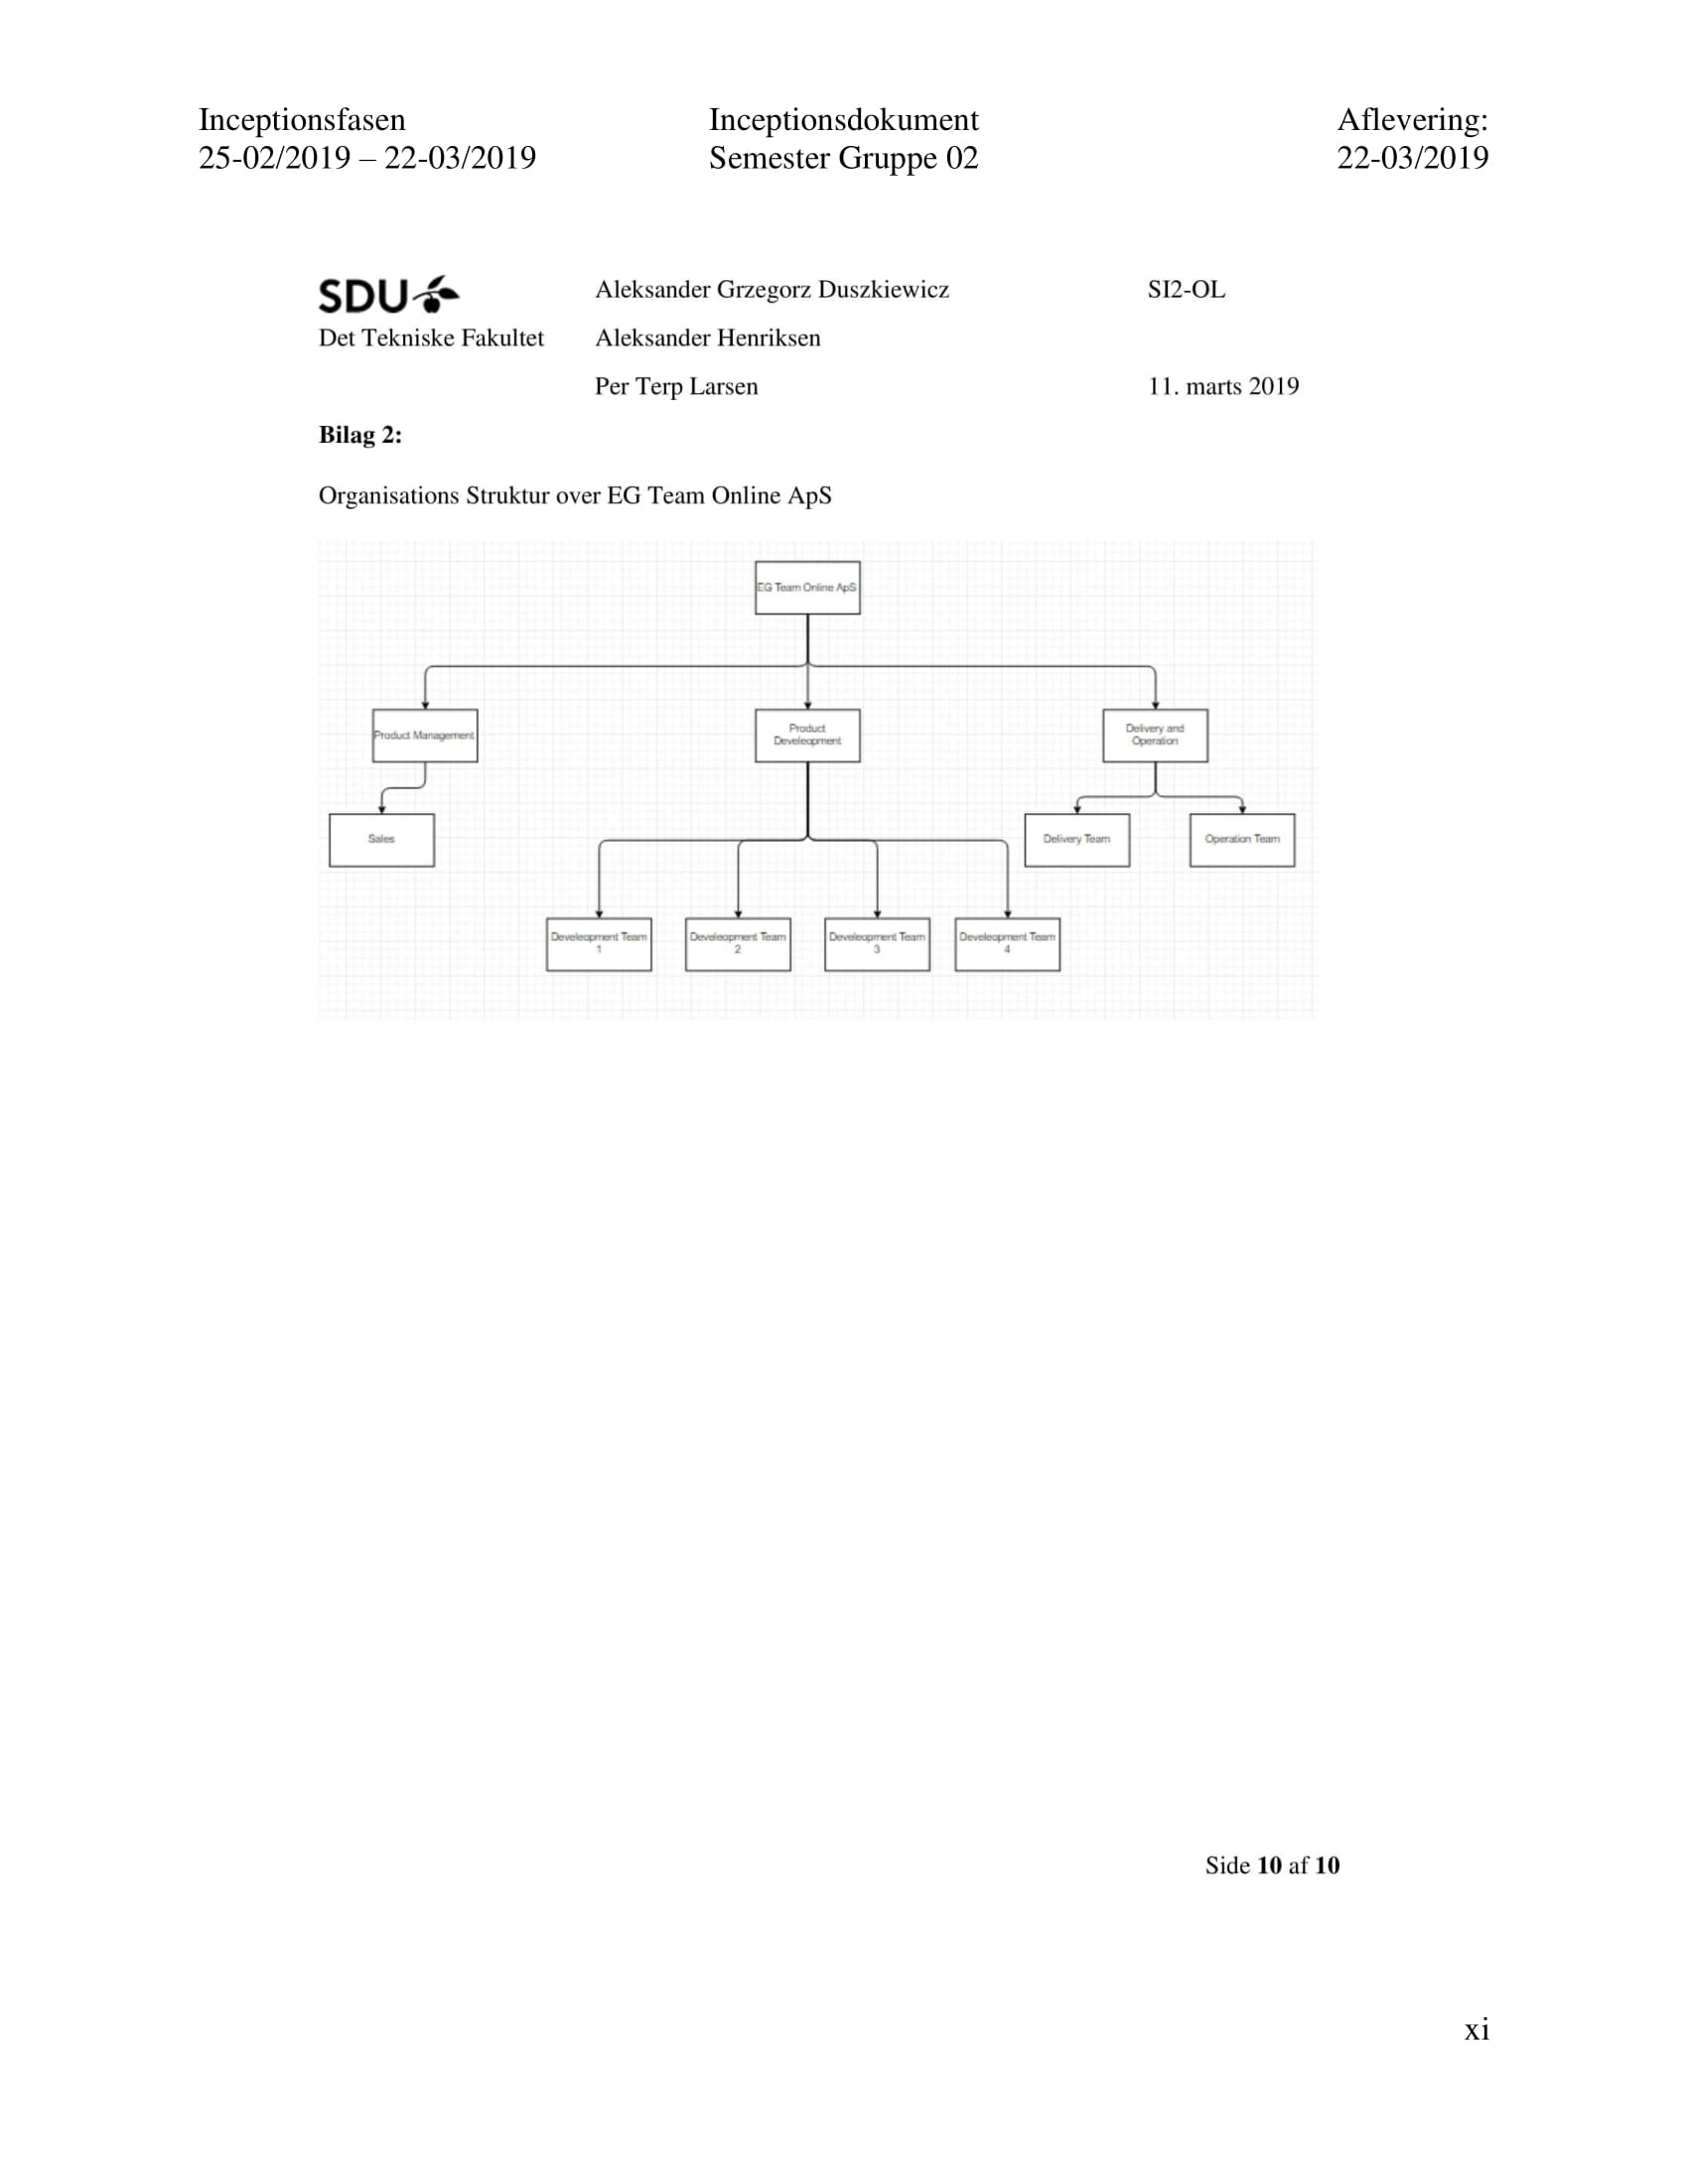 Inceptionsfasen
25-02/2019 – 22-03/2019
Inceptionsdokument
Semester Gruppe 02
Aflevering:
22-03/2019
SDU
Det Tekniske Fakultet
Aleksander Grzegorz Duszkiewicz
Aleksander Henriksen
Per Terp Larsen
SI2-OL
11. marts 2019
Bilag 2:
Organisations Struktur over EG Team Online ApS
EG Team Online ApS
Product Management
Product
Develeopment
Delivery and
Operation
Sales
Delivery Team
Operation Team
Develeopment Team
1
Develeopment Team
2
Develeopment Team
3
Develeopment Team
4
Side 10 af 10
xi